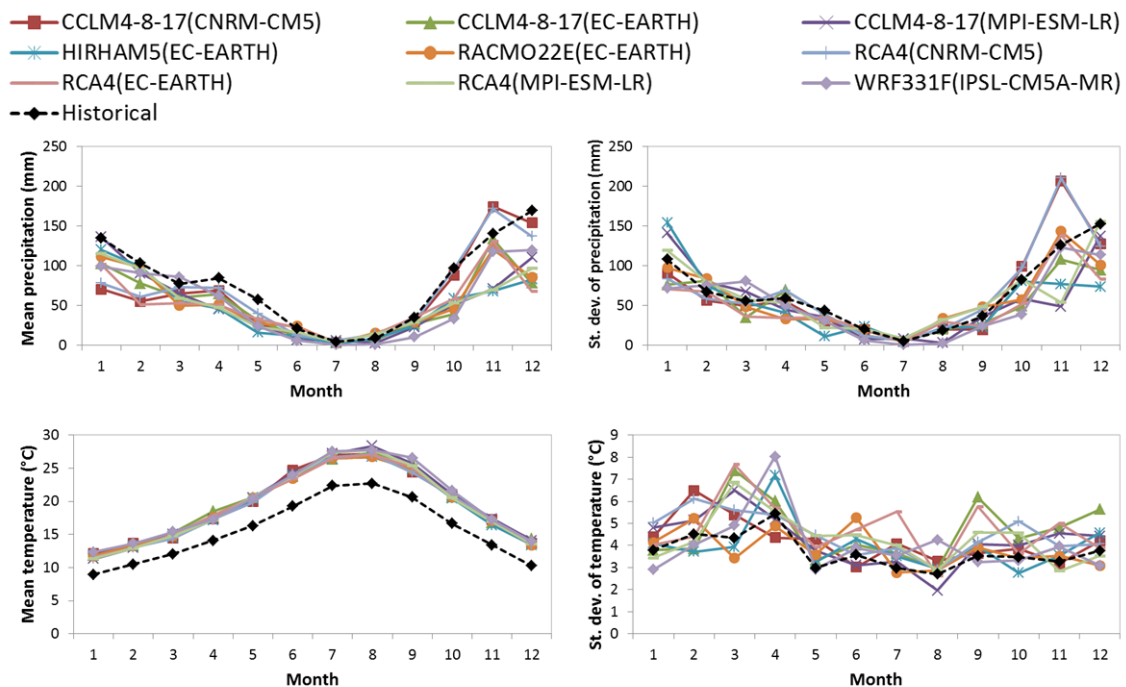 CCLM4-8-17(CNRM-CM5) CCLM4-8-17(EC-EARTH) CCLM4-8-17(MPI-ESM-LR)
HIRHAM5(EC-EARTH) RACMO22E(EC-EARTH) RCA4(CNRM-CM5)
RCA4(EC-EARTH) RCA4(MPI-ESM-LR) WRF331F(IPSL-CM5A-MR)
Historical
Mean precipitation (mm)
250
200
150
100
50
0
1 2 3 4 5 6 7 8 9 10 11 12
Month
St. dev. of precipitation (mm)
250
200
150
100
50
0
1 2 3 4 5 6 7 8 9 10 11 12
Month
Mean temperature (°C)
30
25
20
15
10
5
0
1 2 3 4 5 6 7 8 9 10 11 12
Month
St. dev. of temperature (°C)
9
8
7
6
5
4
3
2
1
0
1 2 3 4 5 6 7 8 9 10 11 12
Month